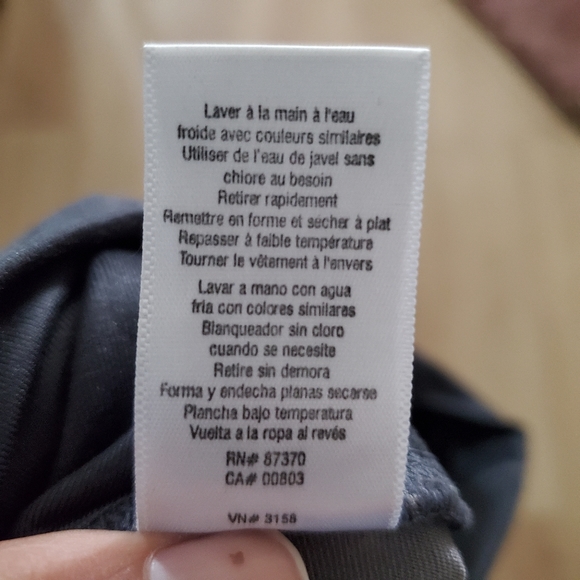 Laver à la main à l'eau
froide avec couleurs similaires
Utiliser de l'eau de javel sans
chlore au besoin
Retirer rapidement
Remettre en forme et sécher à plat
Repasser à faible température
Tourner le vêtement à l'envers
Lavar a mano con agua
fria con colores similares
Blanqueador sin cloro
cuando se necesite
Retire sin demora
Forma y endecha planas secarse
Plancha bajo temperatura
Vuelta a la ropa al revés
RN# 87370
CA# 00803
VN# 3158